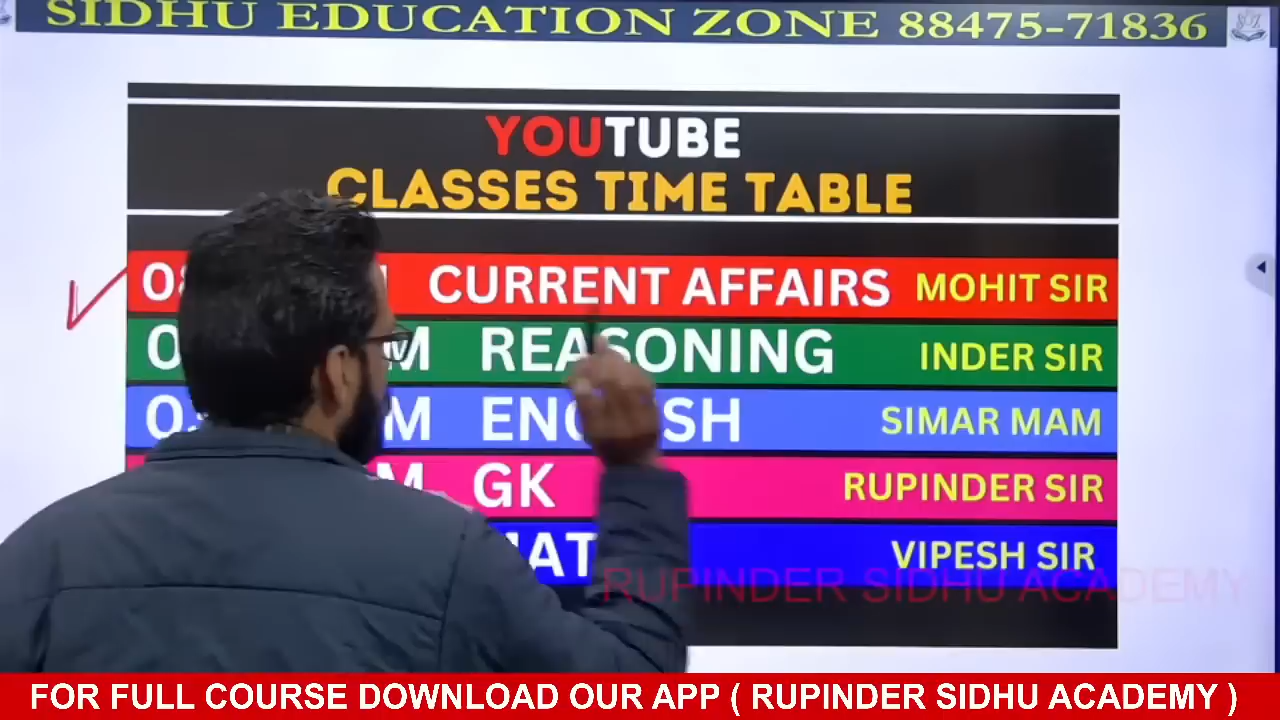 SIDHU EDUCATION ZONE 88475-71836
YOUTUBE
CLASSES TIME TABLE
CURRENT AFFAIRS MOHIT SIR
REASONING INDER SIR
SIMAR MAM
GK RUPINDER SIR
VIPESH SIR
RUPINDER SIDHU ACADEMY
FOR FULL COURSE DOWNLOAD OUR APP ( RUPINDER SIDHU ACADEMY )